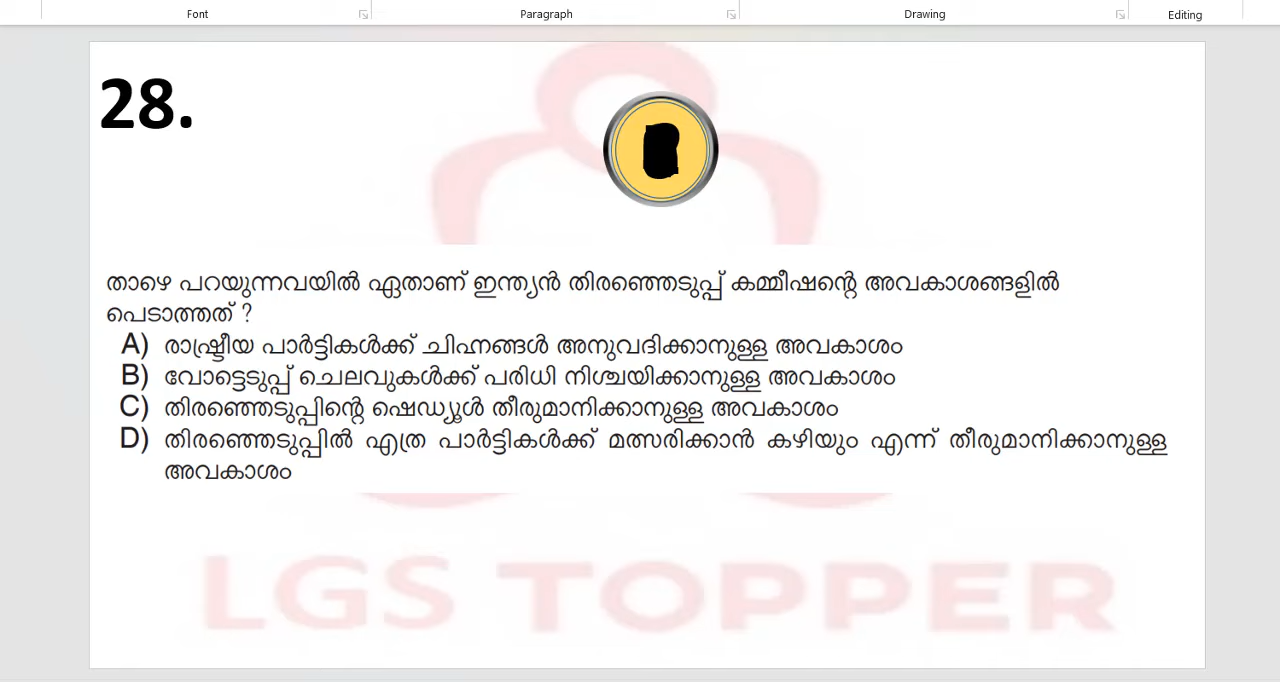 Font Paragraph Drawing Editing
28.
താഴെ പറയുന്നവയിൽ ഏതാണ് ഇന്ത്യൻ തിരഞ്ഞെടുപ്പ് കമ്മീഷന്റെ അവകാശങ്ങളിൽ
പെടാത്തത് ?
A) രാഷ്ട്രീയ പാർട്ടികൾക്ക് ചിഹ്നങ്ങൾ അനുവദിക്കാനുള്ള അവകാശം
B) വോട്ടെടുപ്പ് ചെലവുകൾക്ക് പരിധി നിശ്ചയിക്കാനുള്ള അവകാശം
C) തിരഞ്ഞെടുപ്പിന്റെ ഷെഡ്യൂൾ തീരുമാനിക്കാനുള്ള അവകാശം
D) തിരഞ്ഞെടുപ്പിൽ എത്ര പാർട്ടികൾക്ക് മത്സരിക്കാൻ കഴിയും എന്ന് തീരുമാനിക്കാനുള്ള
അവകാശം
LGS TOPPER